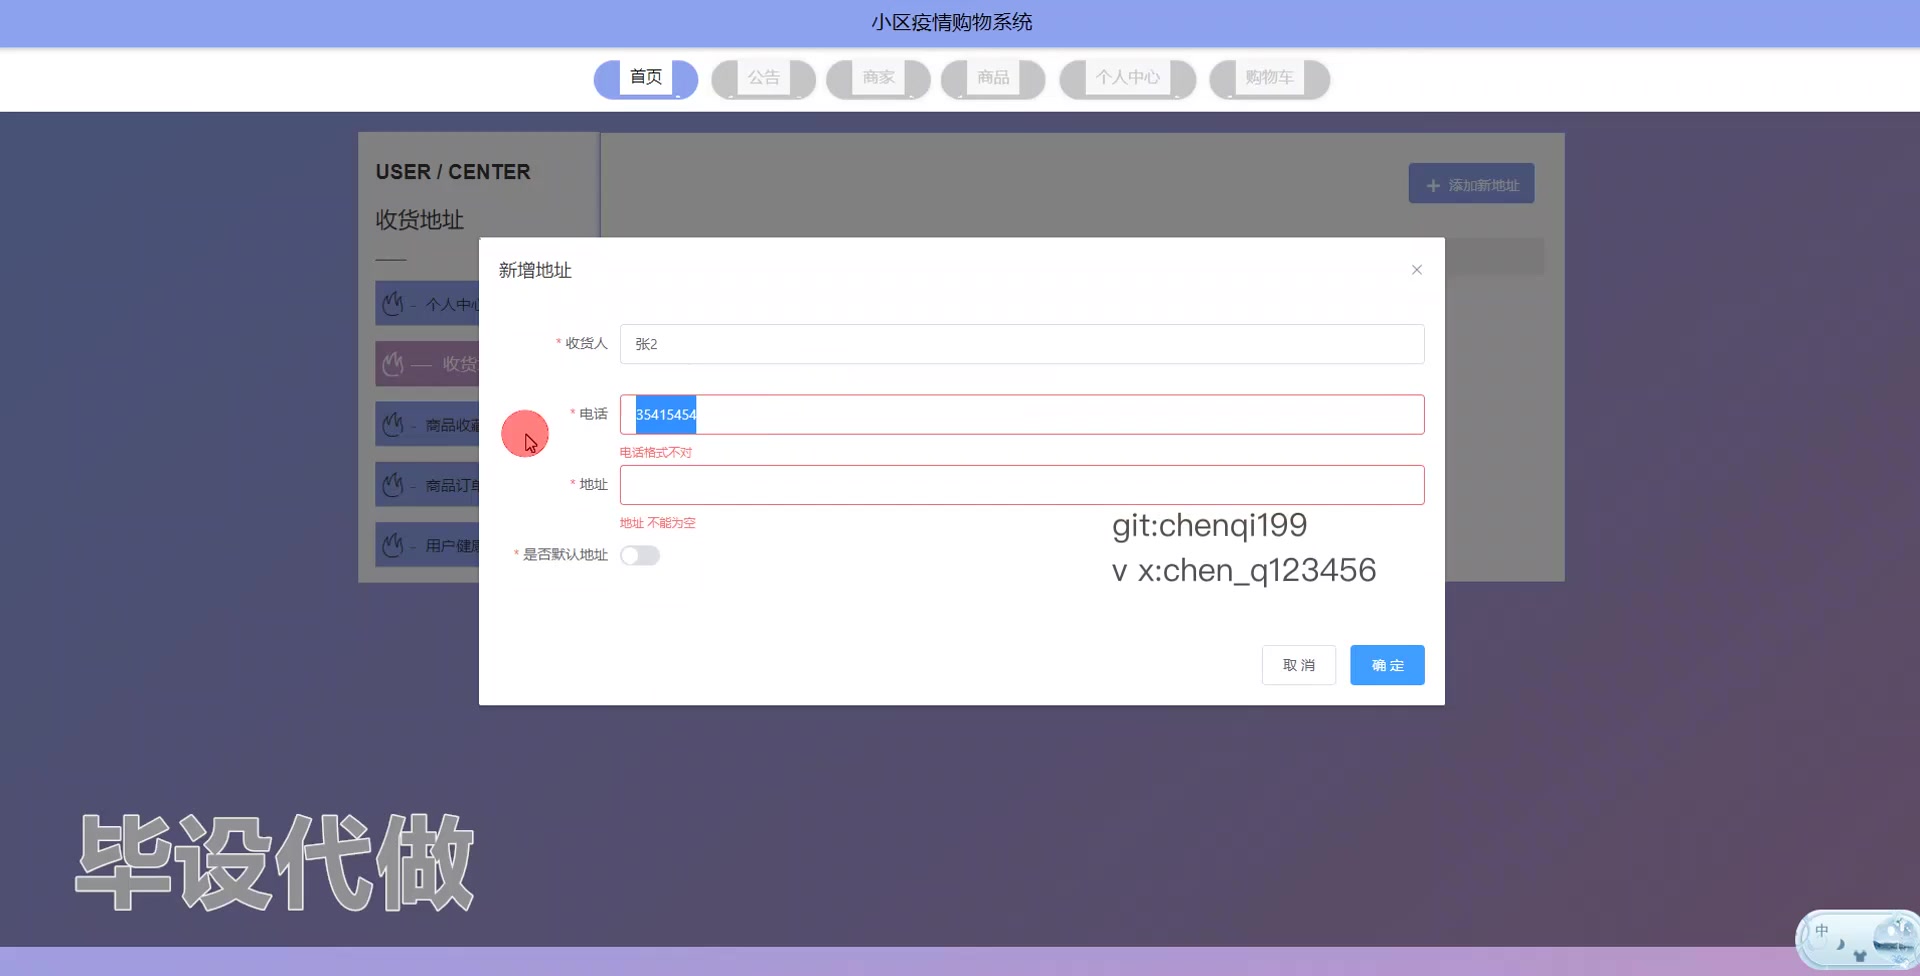 小区疫情购物系统
首页
公告
商家
商品
个人中心
购物车
USER / CENTER
收货地址
+ 添加新地址
- 个人中心
— 收货
- 商品收藏
- 商品订单
- 用户健康
新增地址
×
* 收货人 张2
* 电话 35415454
电话格式不对
* 地址
地址 不能为空
* 是否默认地址
git:chenqi199
v x:chen_q123456
取 消
确 定
毕设代做
中